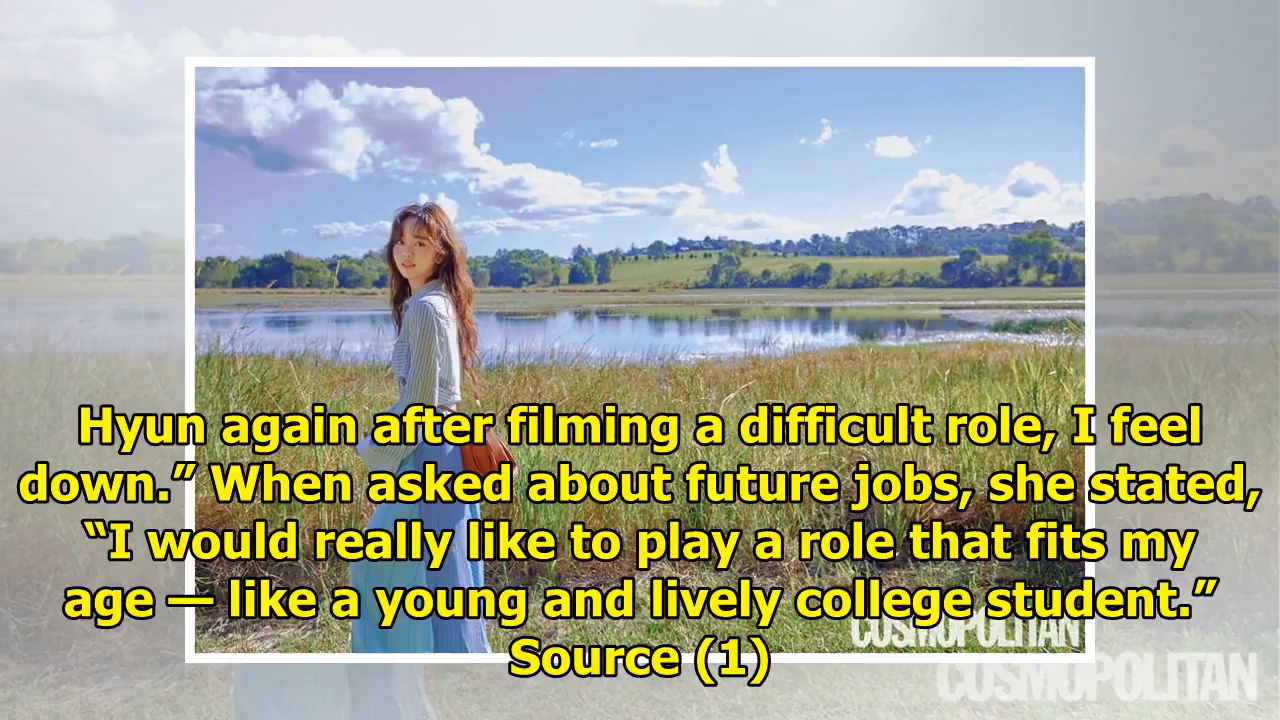 Hyun again after filming a difficult role, I feel
down.” When asked about future jobs, she stated,
“I would really like to play a role that fits my
age — like a young and lively college student.”
Source (1)
COSMOPOLITAN
COSMOPOLITAN